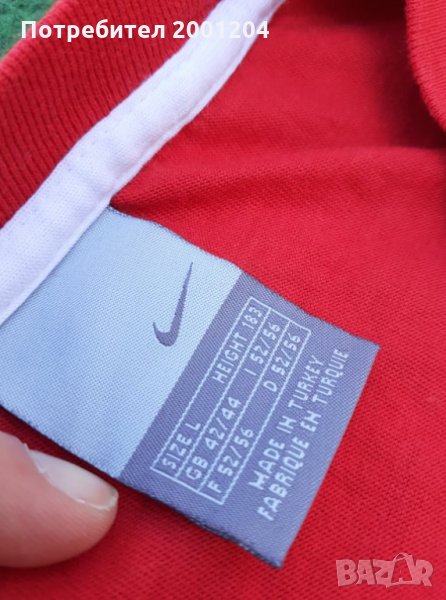 Потребител 2001204
SIZE L HEIGHT 183
GB 42/44 I 52/56
F 52/56 D 52/56
MADE IN TURKEY
FABRIQUE EN TURQUIE
BAZAR